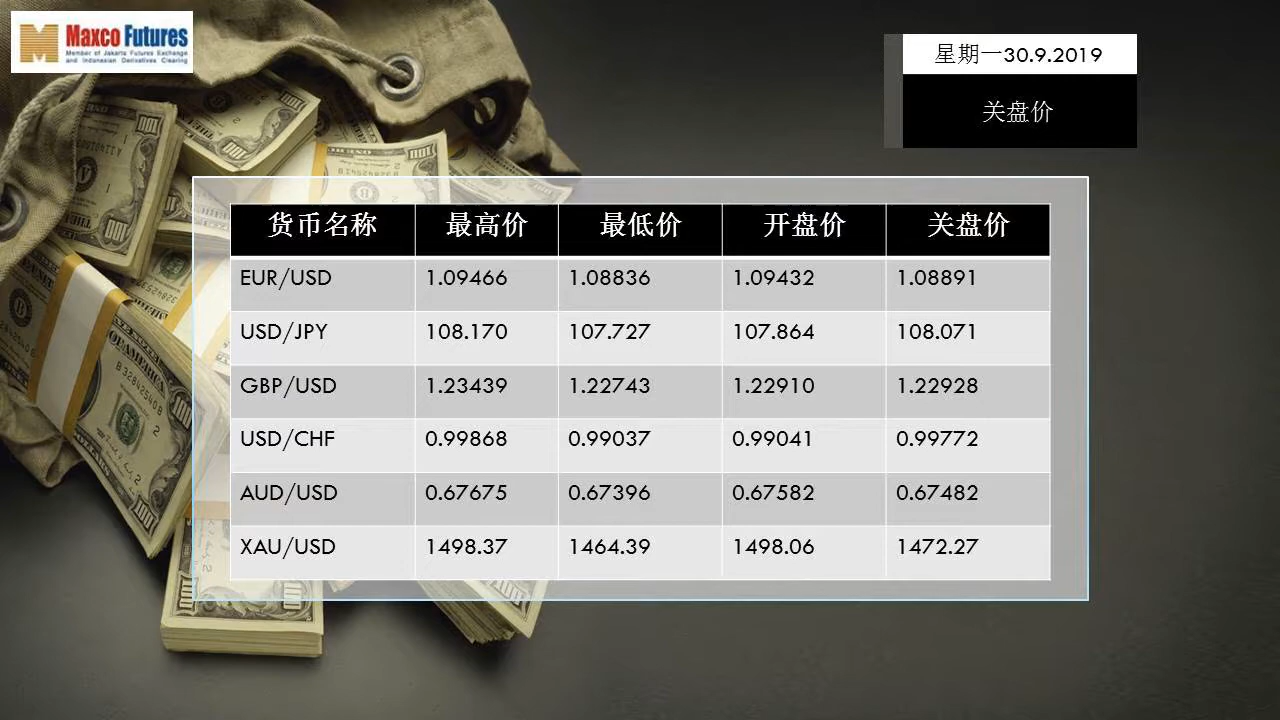 Maxco Futures
Member of Jakarta Futures Exchange
and Indonesian Derivatives Clearing
星期一30.9.2019
关盘价
货币名称 最高价 最低价 开盘价 关盘价
EUR/USD 1.09466 1.08836 1.09432 1.08891
USD/JPY 108.170 107.727 107.864 108.071
GBP/USD 1.23439 1.22743 1.22910 1.22928
USD/CHF 0.99868 0.99037 0.99041 0.99772
AUD/USD 0.67675 0.67396 0.67582 0.67482
XAU/USD 1498.37 1464.39 1498.06 1472.27